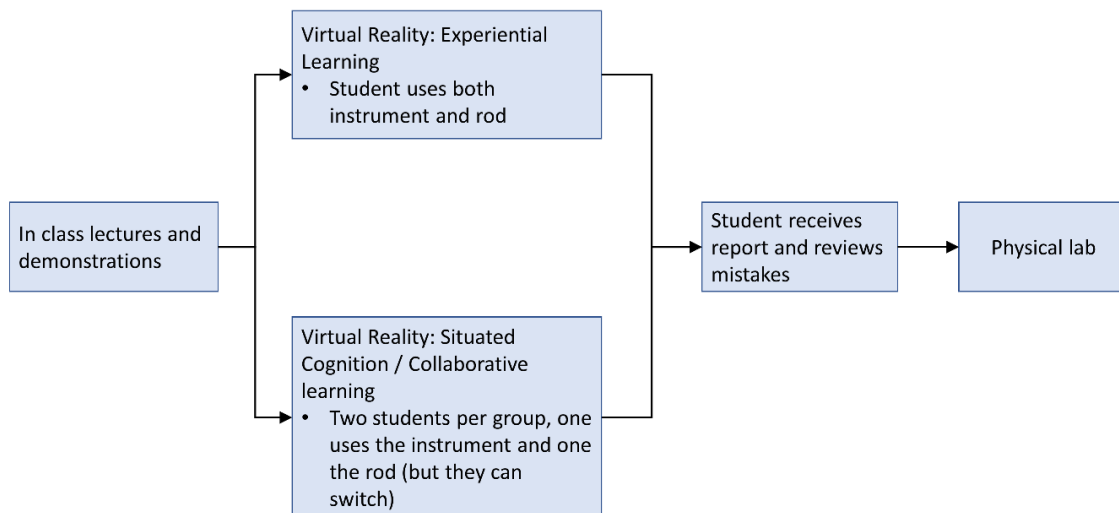 Virtual Reality: Experiential
Learning
• Student uses both
instrument and rod
In class lectures and
demonstrations
Student receives
report and reviews
mistakes
Physical lab
Virtual Reality: Situated
Cognition / Collaborative
learning
• Two students per group, one
uses the instrument and one
the rod (but they can
switch)